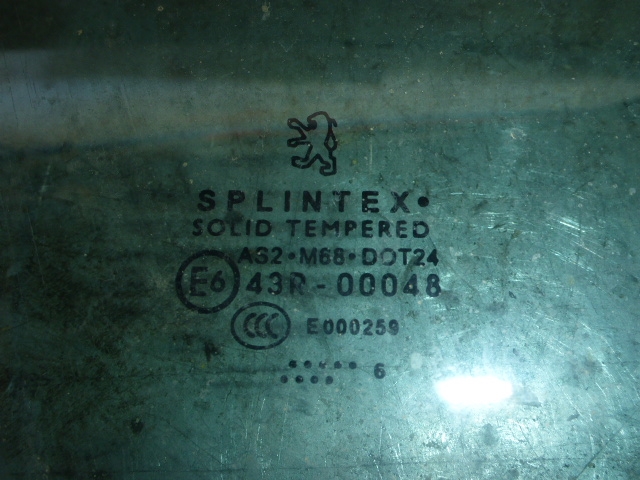 SPLINTEX
SOLID TEMPERED
AS2 • M68 • DOT24
E6 43R-00048
CCC E000259
6